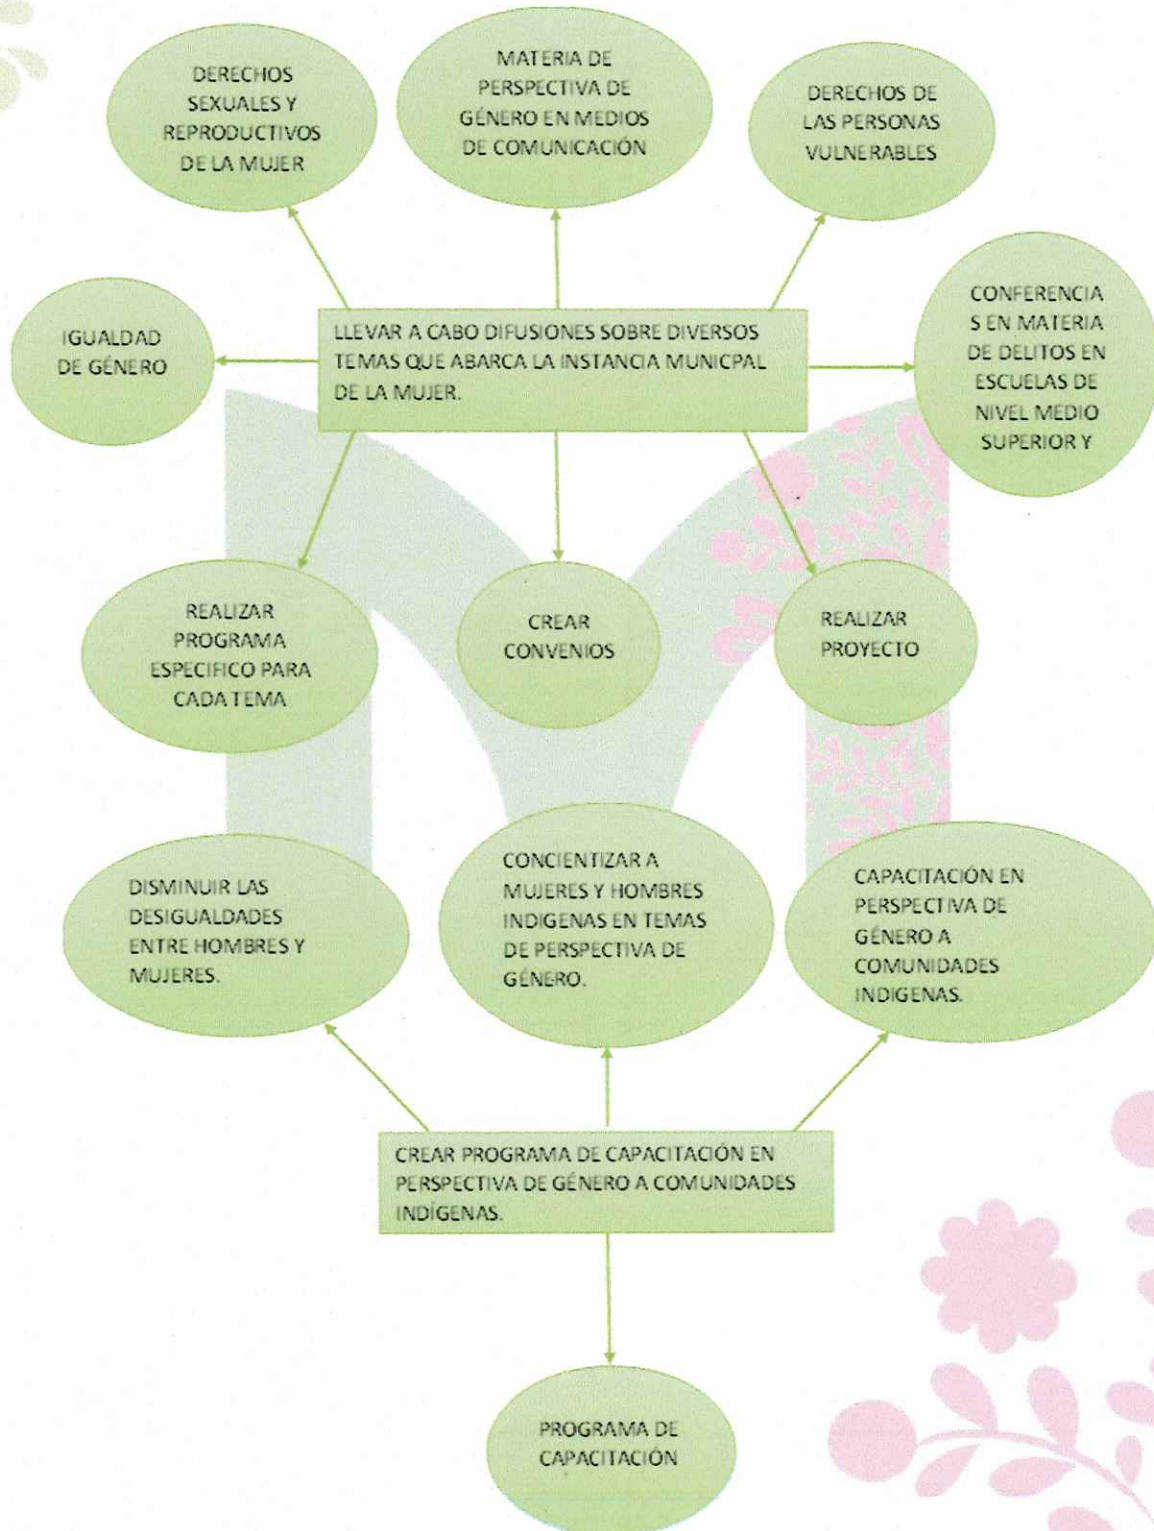 DERECHOS
SEXUALES Y
REPRODUCTIVOS
DE LA MUJER
MATERIA DE
PERSPECTIVA DE
GÉNERO EN MEDIOS
DE COMUNICACIÓN
DERECHOS DE
LAS PERSONAS
VULNERABLES
IGUALDAD
DE GÉNERO
LLEVAR A CABO DIFUSIONES SOBRE DIVERSOS
TEMAS QUE ABARCA LA INSTANCIA MUNICPAL
DE LA MUJER.
CONFERENCIA
S EN MATERIA
DE DELITOS EN
ESCUELAS DE
NIVEL MEDIO
SUPERIOR Y
REALIZAR
PROGRAMA
ESPECIFICO PARA
CADA TEMA
CREAR
CONVENIOS
REALIZAR
PROYECTO
DISMINUIR LAS
DESIGUALDADES
ENTRE HOMBRES Y
MUJERES.
CONCIENTIZAR A
MUJERES Y HOMBRES
INDIGENAS EN TEMAS
DE PERSPECTIVA DE
GÉNERO.
CAPACITACIÓN EN
PERSPECTIVA DE
GÉNERO A
COMUNIDADES
INDIGENAS.
CREAR PROGRAMA DE CAPACITACIÓN EN
PERSPECTIVA DE GÉNERO A COMUNIDADES
INDÍGENAS.
PROGRAMA DE
CAPACITACIÓN